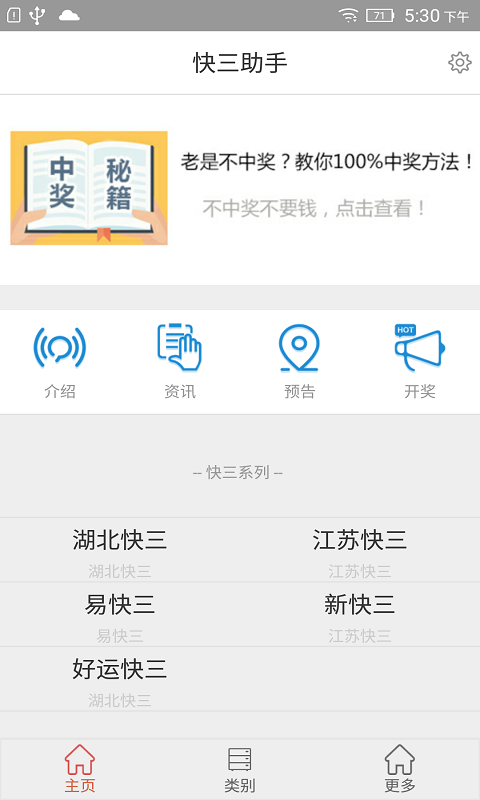 71 5:30 下午
快三助手
中奖 秘籍
老是不中奖？教你100%中奖方法！
不中奖不要钱，点击查看！
HOT
介绍 资讯 预告 开奖
-- 快三系列 --
湖北快三 江苏快三
湖北快三 江苏快三
易快三 新快三
易快三 江苏快三
好运快三
湖北快三
主页 类别 更多